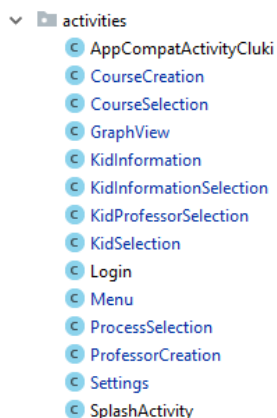 activities
C AppCompatActivityCluki
C CourseCreation
C CourseSelection
C GraphView
C KidInformation
C KidInformationSelection
C KidProfessorSelection
C KidSelection
C Login
C Menu
C ProcessSelection
C ProfessorCreation
C Settings
C SplashActivity